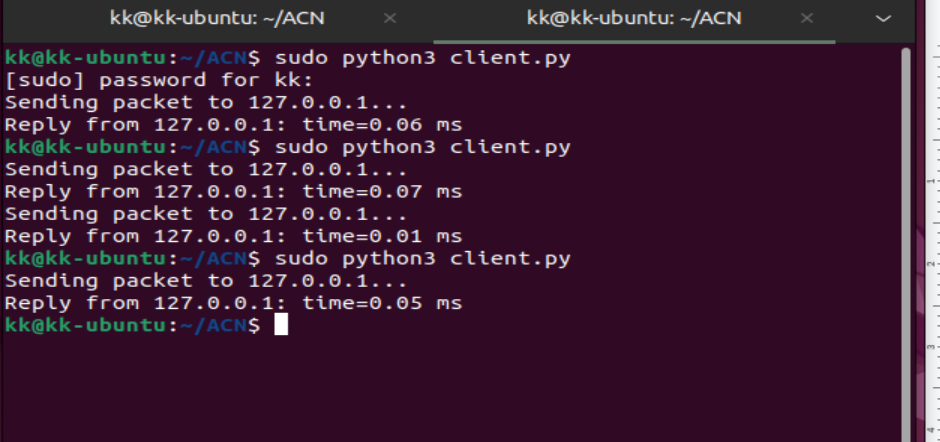 kk@kk-ubuntu: ~/ACN
kk@kk-ubuntu: ~/ACN
kk@kk-ubuntu:~/ACN$ sudo python3 client.py
[sudo] password for kk:
Sending packet to 127.0.0.1...
Reply from 127.0.0.1: time=0.06 ms
kk@kk-ubuntu:~/ACN$ sudo python3 client.py
Sending packet to 127.0.0.1...
Reply from 127.0.0.1: time=0.07 ms
Sending packet to 127.0.0.1...
Reply from 127.0.0.1: time=0.01 ms
kk@kk-ubuntu:~/ACN$ sudo python3 client.py
Sending packet to 127.0.0.1...
Reply from 127.0.0.1: time=0.05 ms
kk@kk-ubuntu:~/ACN$
1
2
3
4